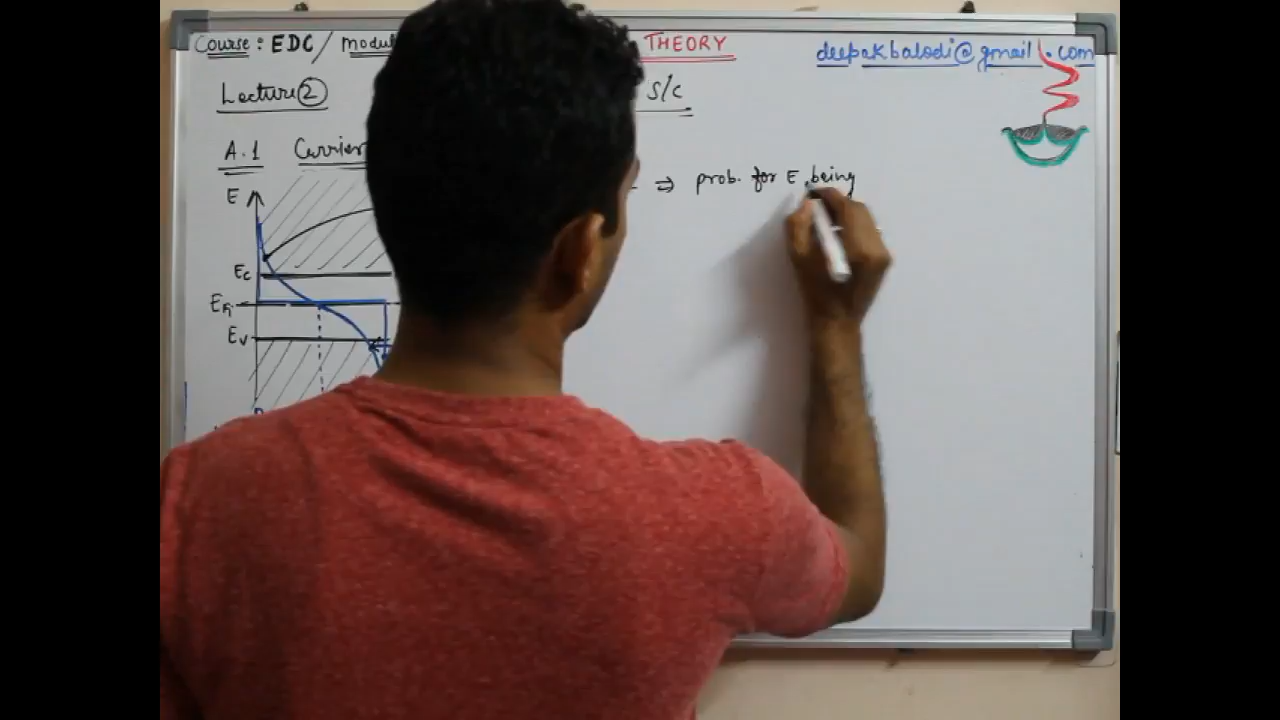 Course: EDC/ modul THEORY deepakbalodi@gmail.com
Lecture ② S/C
A.1 Carrier
E ⇒ prob. for E, being
Ec
EFi
Ev